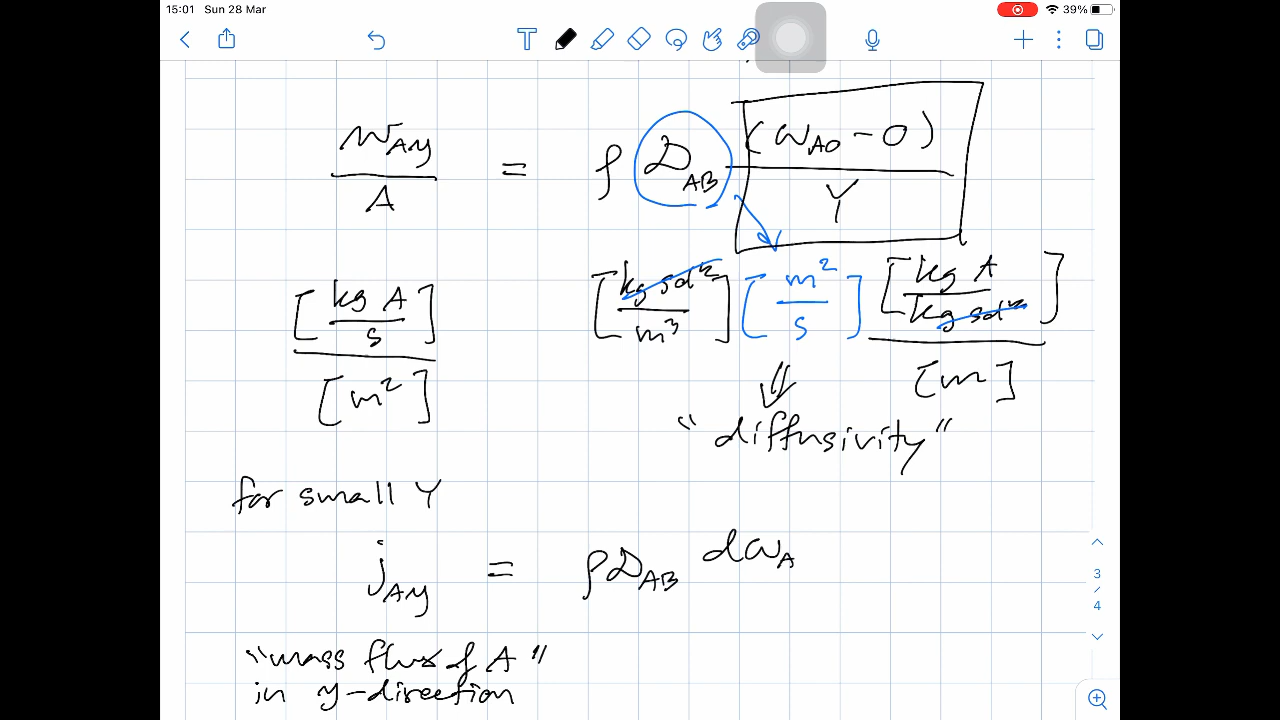 15:01 Sun 28 Mar 39%
w_Ay / A = ρ 𝒟_AB (ω_A0 − 0) / Y
[kg A / s] / [m²] [kg sol^n / m³] [m² / s] [kg A / kg sol^n] / [m]
"diffusivity"
for small Y
j_Ay = ρ𝒟_AB dω_A
"mass flux of A"
in y-direction
3
/
4